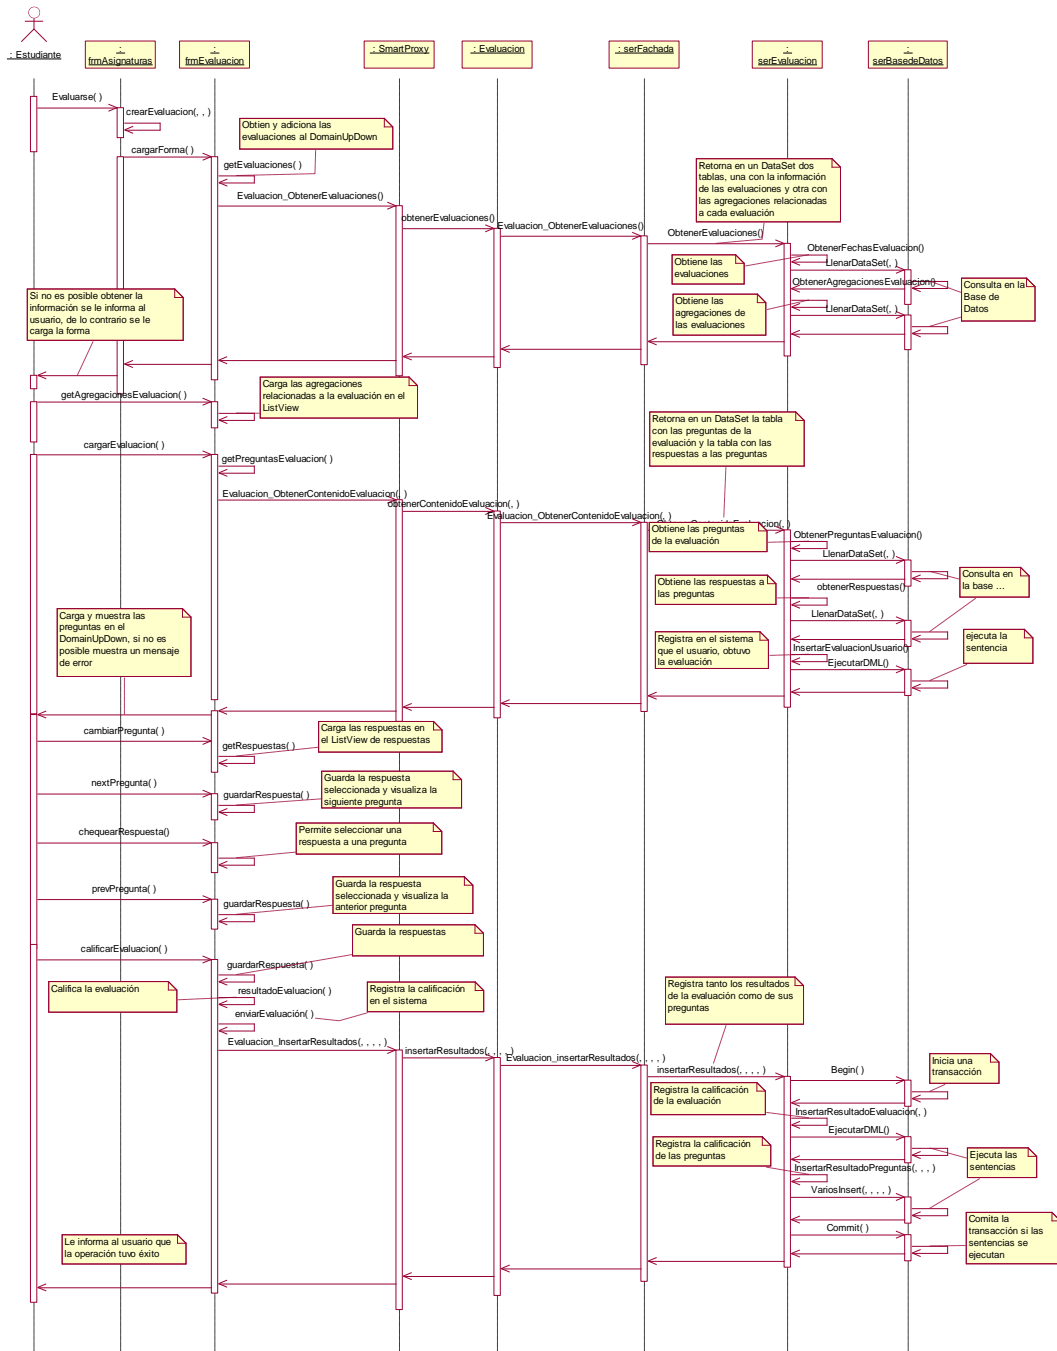 : Estudiante
:
frmAsignaturas
:
frmEvaluacion
: SmartProxy
: Evaluacion
: serFachada
:
serEvaluacion
:
serBasedeDatos
Evaluarse( )
crearEvaluacion(, , )
Obtien y adiciona las
evaluaciones al DomainUpDown
cargarForma( )
getEvaluaciones( )
Retorna en un DataSet dos
tablas, una con la información
de las evaluaciones y otra con
las agregaciones relacionadas
a cada evaluación
Evaluacion_ObtenerEvaluaciones()
obtenerEvaluaciones()
Evaluacion_ObtenerEvaluaciones()
ObtenerEvaluaciones()
ObtenerFechasEvaluacion()
Obtiene las
evaluaciones
LlenarDataSet(, )
ObtenerAgregacionesEvaluacion()
Consulta en la
Base de
Datos
Si no es posible obtener la
información se le informa al
usuario, de lo contrario se le
carga la forma
Obtiene las
agregaciones de
las evaluaciones
LlenarDataSet(, )
getAgregacionesEvaluacion( )
Carga las agregaciones
relacionadas a la evaluación en el
ListView
Retorna en un DataSet la tabla
con las preguntas de la
evaluación y la tabla con las
respuestas a las preguntas
cargarEvaluacion( )
getPreguntasEvaluacion( )
Evaluacion_ObtenerContenidoEvaluacion(, )
obtenerContenidoEvaluacion(, )
Evaluacion_ObtenerContenidoEvaluacion(, )
Obtiene las preguntas
de la evaluación
ObtenerPreguntasEvaluacion()
LlenarDataSet(, )
Obtiene las respuestas a
las preguntas
obtenerRespuestas()
Consulta en
la base ...
Carga y muestra las
preguntas en el
DomainUpDown, si no es
posible muestra un mensaje
de error
LlenarDataSet(, )
Registra en el sistema
que el usuario, obtuvo
la evaluación
InsertarEvaluacionUsuario()
ejecuta la
sentencia
EjecutarDML()
cambiarPregunta( )
Carga las respuestas en
el ListView de respuestas
getRespuestas( )
nextPregunta( )
guardarRespuesta( )
Guarda la respuesta
seleccionada y visualiza la
siguiente pregunta
chequearRespuesta()
Permite seleccionar una
respuesta a una pregunta
prevPregunta( )
guardarRespuesta( )
Guarda la respuesta
seleccionada y visualiza la
anterior pregunta
Guarda la respuestas
calificarEvaluacion( )
guardarRespuesta( )
Califica la evaluación
resultadoEvaluacion( )
Registra la calificación
en el sistema
enviarEvaluación( )
Registra tanto los resultados
de la evaluación como de sus
preguntas
Evaluacion_InsertarResultados(, , , , )
insertarResultados(, , , , )
Evaluacion_insertarResultados(, , , , )
insertarResultados(, , , , )
Begin( )
Inicia una
transacción
Registra la calificación
de la evaluación
InsertarResultadoEvaluacion(, )
EjecutarDML()
Registra la calificación
de las preguntas
InsertarResultadoPreguntas(, , , )
Ejecuta las
sentencias
VariosInsert(, , , , )
Commit( )
Comita la
transacción si las
sentencias se
ejecutan
Le informa al usuario que
la operación tuvo éxito